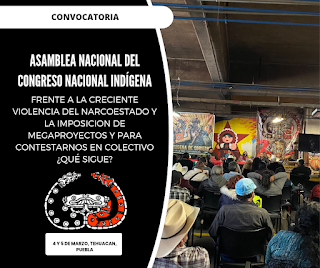 CONVOCATORIA
ASAMBLEA NACIONAL DEL
CONGRESO NACIONAL INDÍGENA
FRENTE A LA CRECIENTE
VIOLENCIA DEL NARCOESTADO Y
LA IMPOSICION DE
MEGAPROYECTOS Y PARA
CONTESTARNOS EN COLECTIVO
¿QUÉ SIGUE?
4 Y 5 DE MARZO, TEHUACAN,
PUEBLA